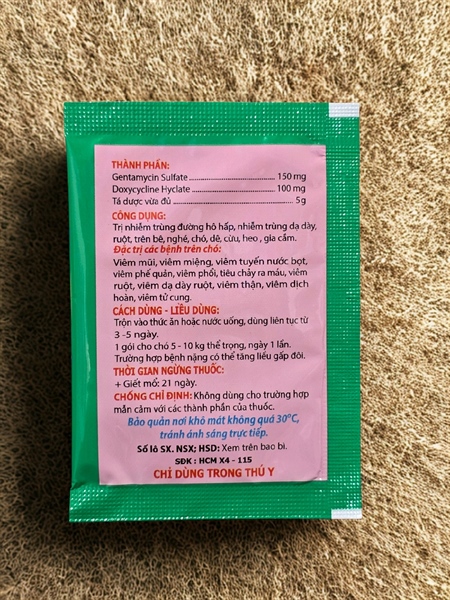 THÀNH PHẦN:
Gentamycin Sulfate ........................... 150 mg
Doxycycline Hyclate ......................... 100 mg
Tá dược vừa đủ ..................................... 5g
CÔNG DỤNG:
Trị nhiễm trùng đường hô hấp, nhiễm trùng dạ dày,
ruột, trên bê, nghé, chó, dê, cừu, heo , gia cầm.
Đặc trị các bệnh trên chó:
Viêm mũi, viêm miệng, viêm tuyến nước bọt,
viêm phế quản, viêm phổi, tiêu chảy ra máu, viêm
ruột, viêm dạ dày ruột, viêm thận, viêm dịch
hoàn, viêm tử cung.
CÁCH DÙNG - LIỀU DÙNG:
Trộn vào thức ăn hoặc nước uống, dùng liên tục từ
3 -5 ngày.
1 gói cho chó 5 - 10 kg thể trọng, ngày 1 lần.
Trường hợp bệnh nặng có thể tăng liều gấp đôi.
THỜI GIAN NGỪNG THUỐC:
+ Giết mổ: 21 ngày.
CHỐNG CHỈ ĐỊNH: Không dùng cho trường hợp
mẫn cảm với các thành phần của thuốc.
Bảo quản nơi khô mát không quá 30°C,
tránh ánh sáng trực tiếp.
Số lô SX. NSX; HSD: Xem trên bao bì.
SĐK : HCM X4 - 115
CHỈ DÙNG TRONG THÚ Y